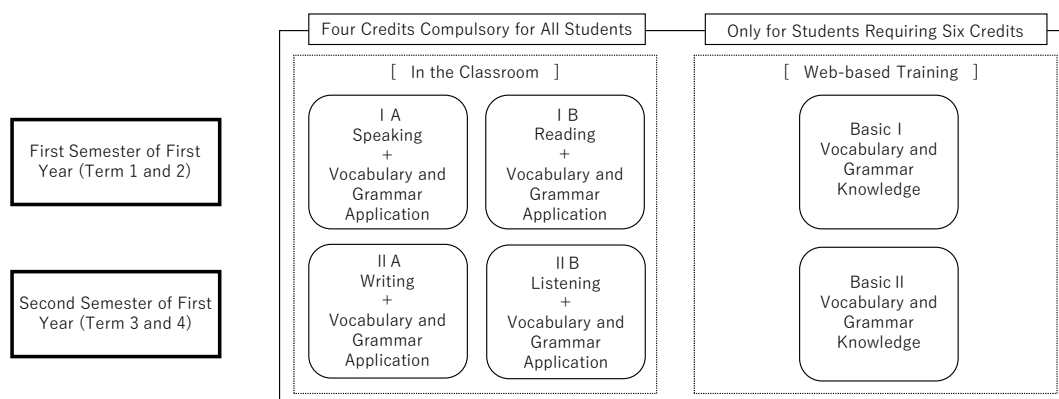 Four Credits Compulsory for All Students
Only for Students Requiring Six Credits
[ In the Classroom ]
[ Web-based Training ]
First Semester of First
Year (Term 1 and 2)
I A
Speaking
+
Vocabulary and
Grammar
Application
I B
Reading
+
Vocabulary and
Grammar
Application
Basic I
Vocabulary and
Grammar
Knowledge
Second Semester of First
Year (Term 3 and 4)
II A
Writing
+
Vocabulary and
Grammar
Application
II B
Listening
+
Vocabulary and
Grammar
Application
Basic II
Vocabulary and
Grammar
Knowledge